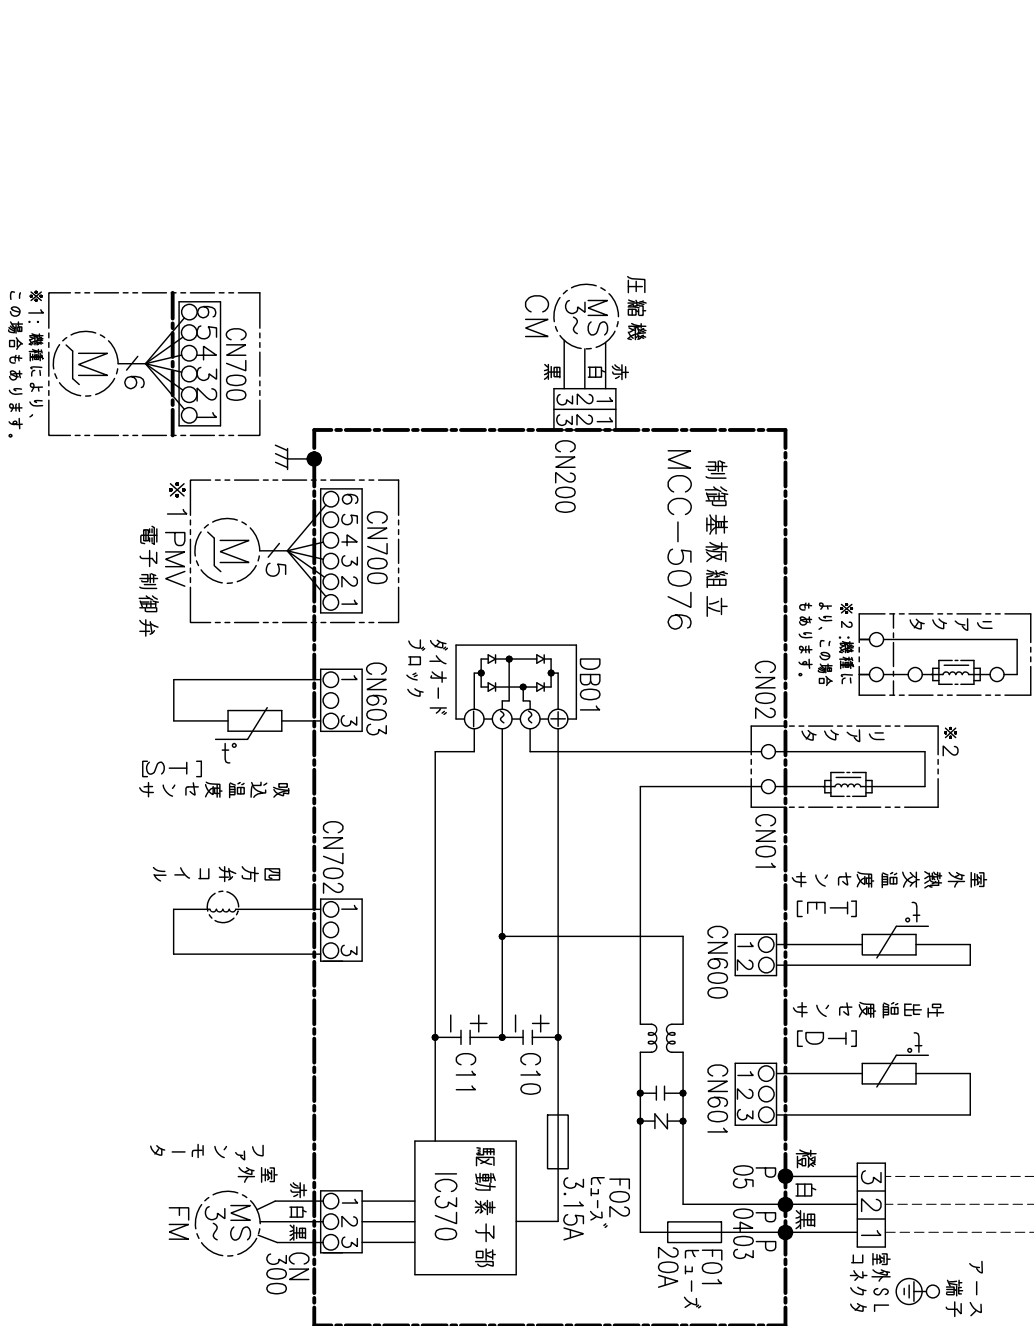 圧縮機
MS
3~
CM
赤
白
黒
1
2
3
1
2
3
CN200
制御基板組立
MCC-5076
CN700
6 5 4 3 2 1
6
M
※1:機種により、
この場合もあります。
CN700
6 5 4 3 2 1
5
M
※1 PMV
電子制御弁
CN603
1 3
t°
[TS]
吸込温度センサ
CN702
1 3
四方弁コイル
DB01
ダイオード
ブロック
－ ~ ~ ＋
リアクタ
※2:機種に
より、この場合
もあります。
※2
リアクタ
CN02
CN01
室外熱交温度センサ
[TE]
t°
CN600
1 2
吐出温度センサ
[TD]
t°
CN601
1 2 3
＋
－
C10
＋
－
C11
F02
ヒューズ
3.15A
駆動素子部
IC370
F01
ヒューズ
20A
P
05
P
04
P
03
橙
白
黒
3
2
1
室外SL
コネクタ
アース
端子
室外
ファンモータ
MS
3~
FM
赤
白
黒
1
2
3
CN
300